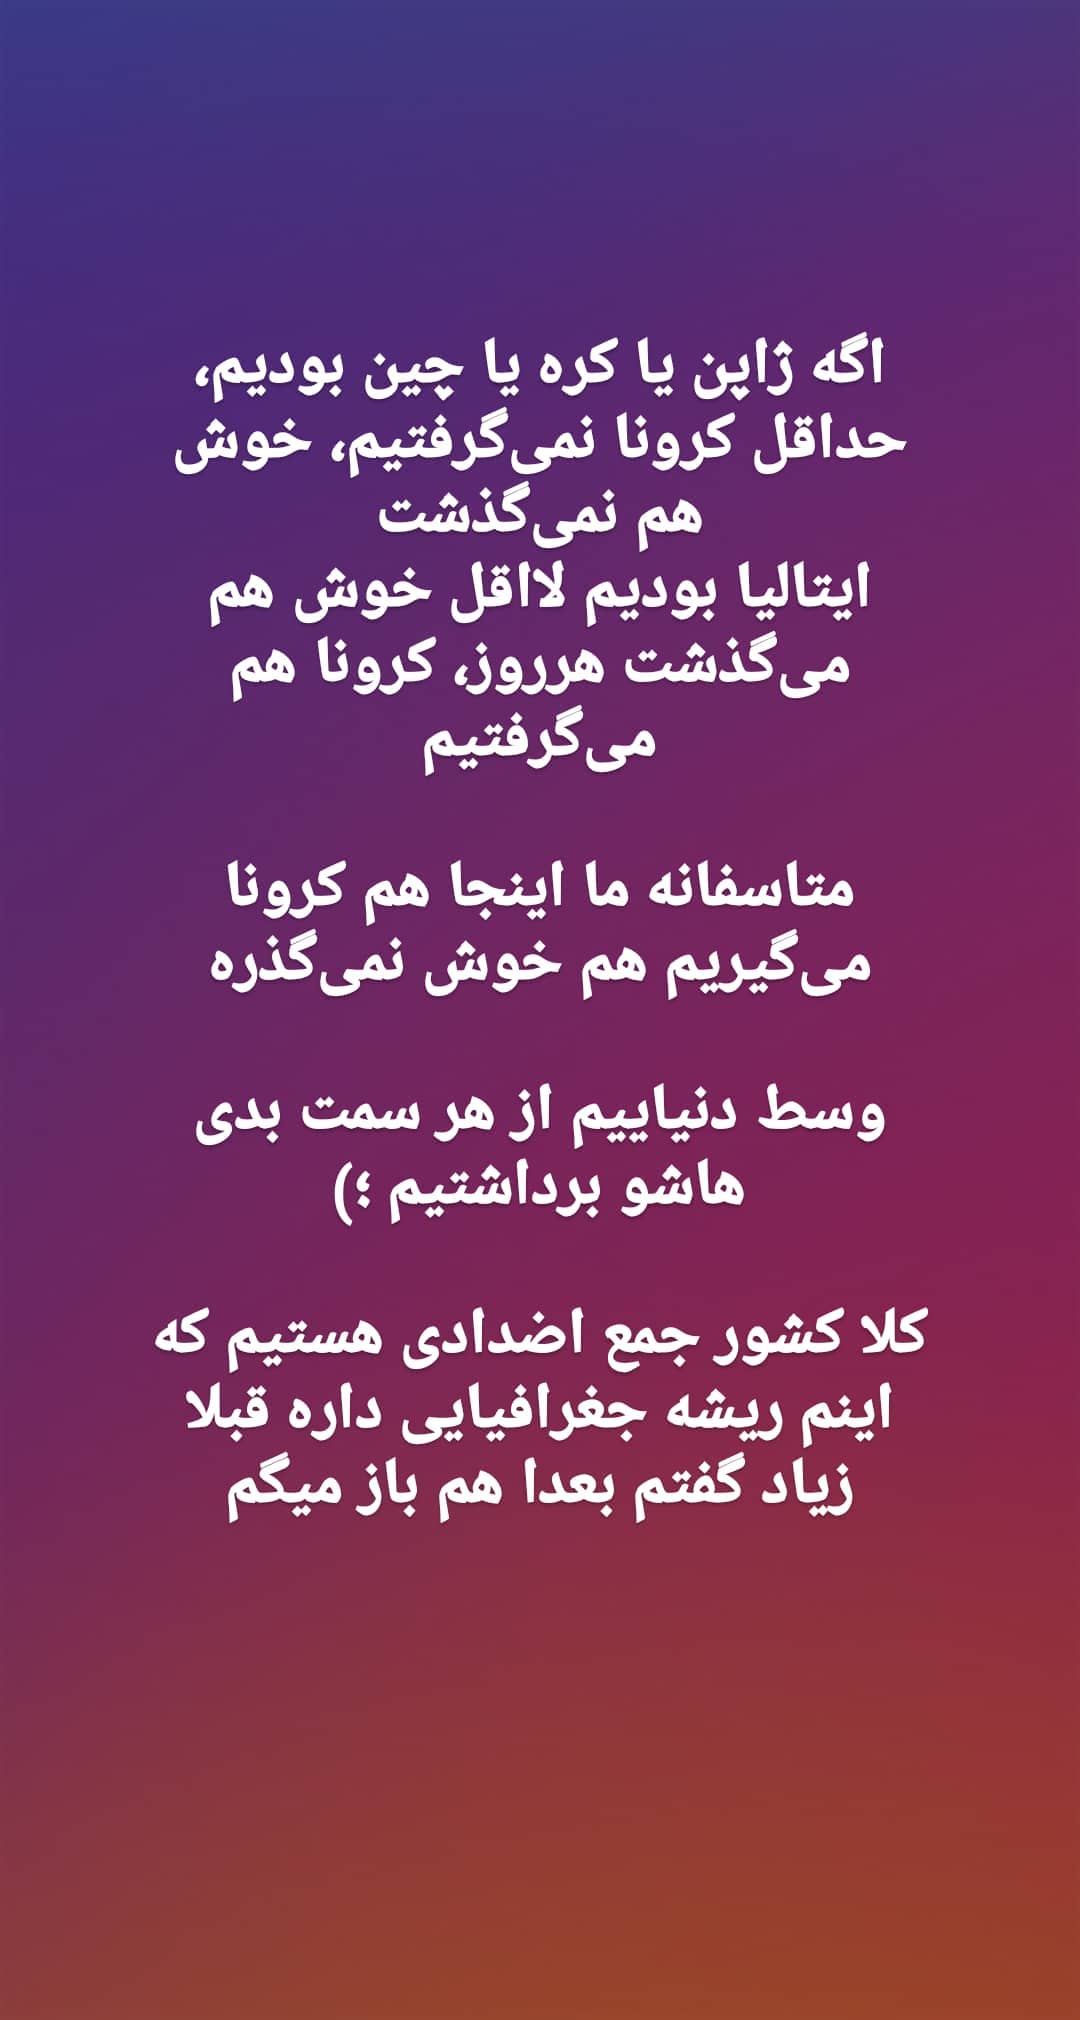 اگه ژاپن یا کره یا چین بودیم،
حداقل کرونا نمی‌گرفتیم، خوش
هم نمی‌گذشت
ایتالیا بودیم لااقل خوش هم
می‌گذشت هرروز، کرونا هم
می‌گرفتیم
متاسفانه ما اینجا هم کرونا
می‌گیریم هم خوش نمی‌گذره
وسط دنیاییم از هر سمت بدی
هاشو برداشتیم ؛)
کلا کشور جمع اضدادی هستیم که
اینم ریشه جغرافیایی داره قبلا
زیاد گفتم بعدا هم باز میگم